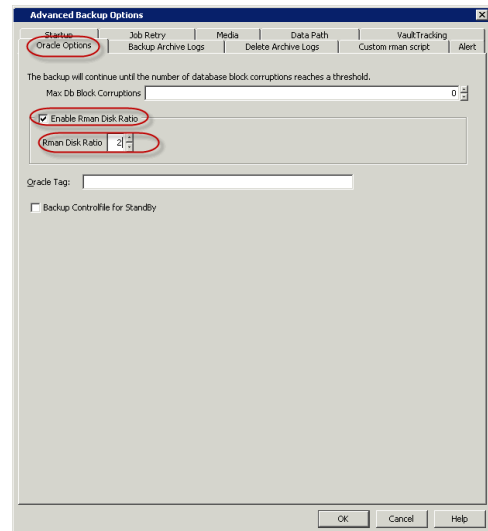 Advanced Backup Options
Startup Job Retry Media Data Path VaultTracking
Oracle Options Backup Archive Logs Delete Archive Logs Custom rman script Alert
The backup will continue until the number of database block corruptions reaches a threshold.
Max Db Block Corruptions 0
Enable Rman Disk Ratio
Rman Disk Ratio 2
Oracle Tag:
Backup Controlfile for StandBy
OK Cancel Help